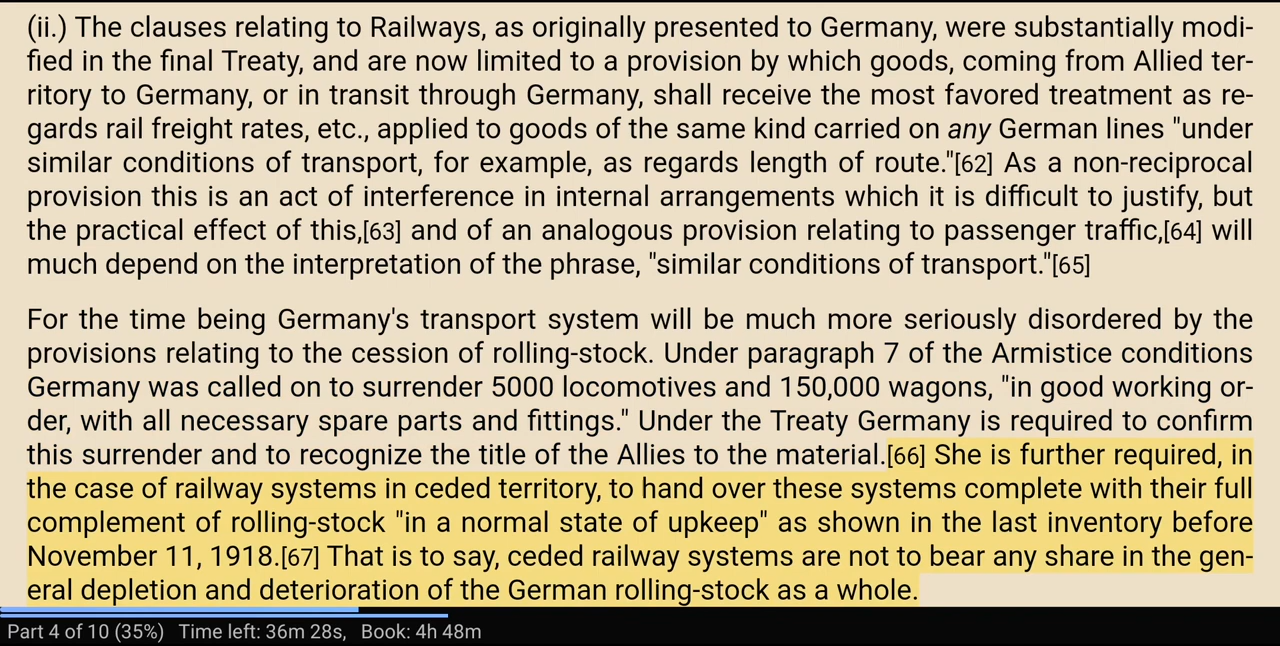 (ii.) The clauses relating to Railways, as originally presented to Germany, were substantially modi-
fied in the final Treaty, and are now limited to a provision by which goods, coming from Allied ter-
ritory to Germany, or in transit through Germany, shall receive the most favored treatment as re-
gards rail freight rates, etc., applied to goods of the same kind carried on any German lines "under
similar conditions of transport, for example, as regards length of route."[62] As a non-reciprocal
provision this is an act of interference in internal arrangements which it is difficult to justify, but
the practical effect of this,[63] and of an analogous provision relating to passenger traffic,[64] will
much depend on the interpretation of the phrase, "similar conditions of transport."[65]
For the time being Germany's transport system will be much more seriously disordered by the
provisions relating to the cession of rolling-stock. Under paragraph 7 of the Armistice conditions
Germany was called on to surrender 5000 locomotives and 150,000 wagons, "in good working or-
der, with all necessary spare parts and fittings." Under the Treaty Germany is required to confirm
this surrender and to recognize the title of the Allies to the material.[66] She is further required, in
the case of railway systems in ceded territory, to hand over these systems complete with their full
complement of rolling-stock "in a normal state of upkeep" as shown in the last inventory before
November 11, 1918.[67] That is to say, ceded railway systems are not to bear any share in the gen-
eral depletion and deterioration of the German rolling-stock as a whole.
Part 4 of 10 (35%) Time left: 36m 28s, Book: 4h 48m